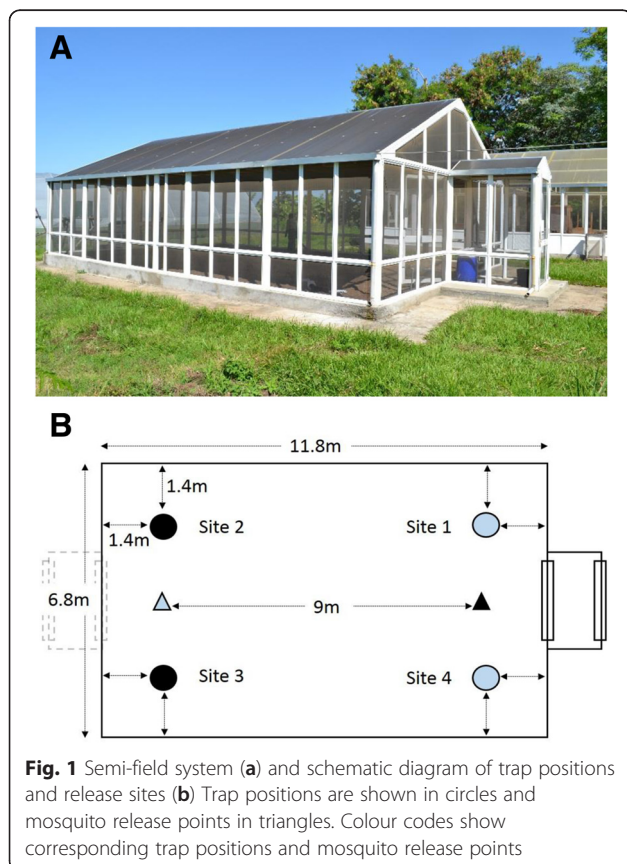 A
B
11.8m
1.4m
Site 2
Site 1
1.4m
6.8m
9m
Site 3
Site 4
Fig. 1 Semi-field system (a) and schematic diagram of trap positions
and release sites (b) Trap positions are shown in circles and
mosquito release points in triangles. Colour codes show
corresponding trap positions and mosquito release points